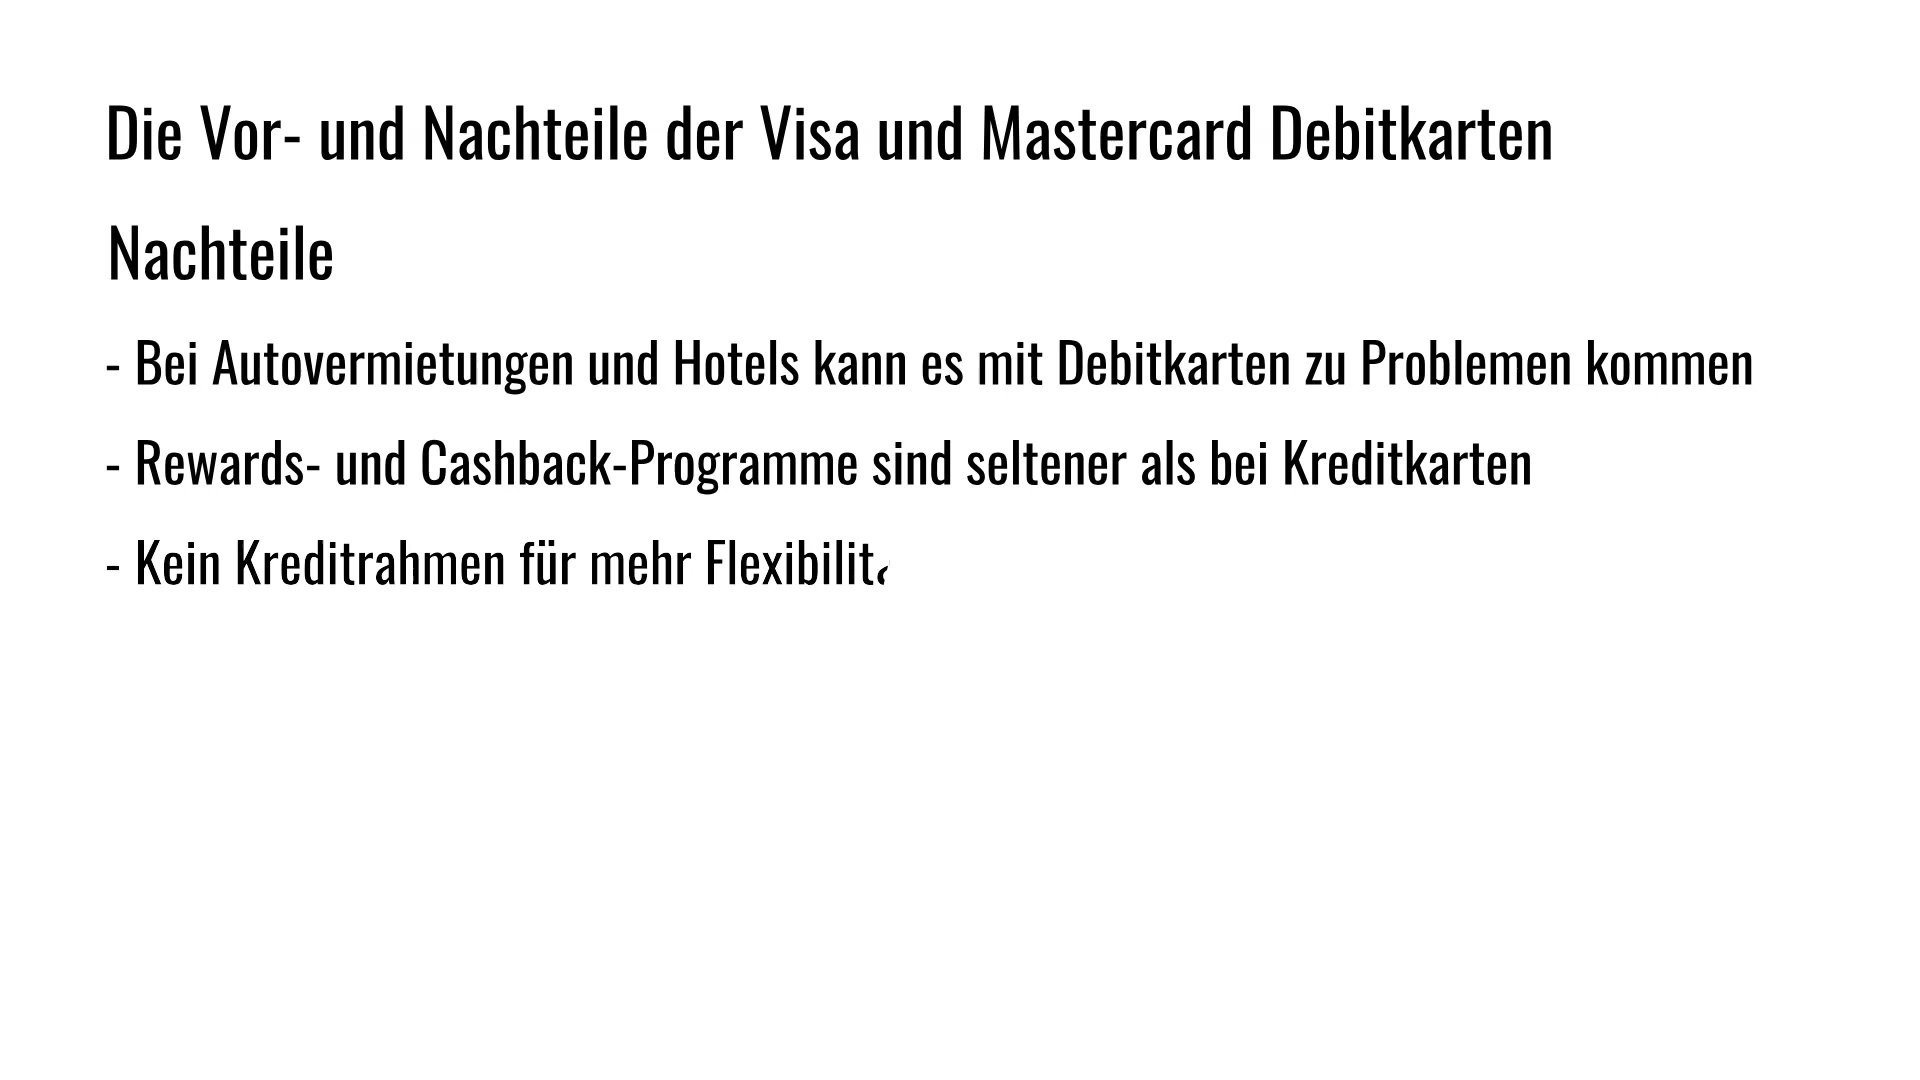 Die Vor- und Nachteile der Visa und Mastercard Debitkarten
Nachteile
- Bei Autovermietungen und Hotels kann es mit Debitkarten zu Problemen kommen
- Rewards- und Cashback-Programme sind seltener als bei Kreditkarten
- Kein Kreditrahmen für mehr